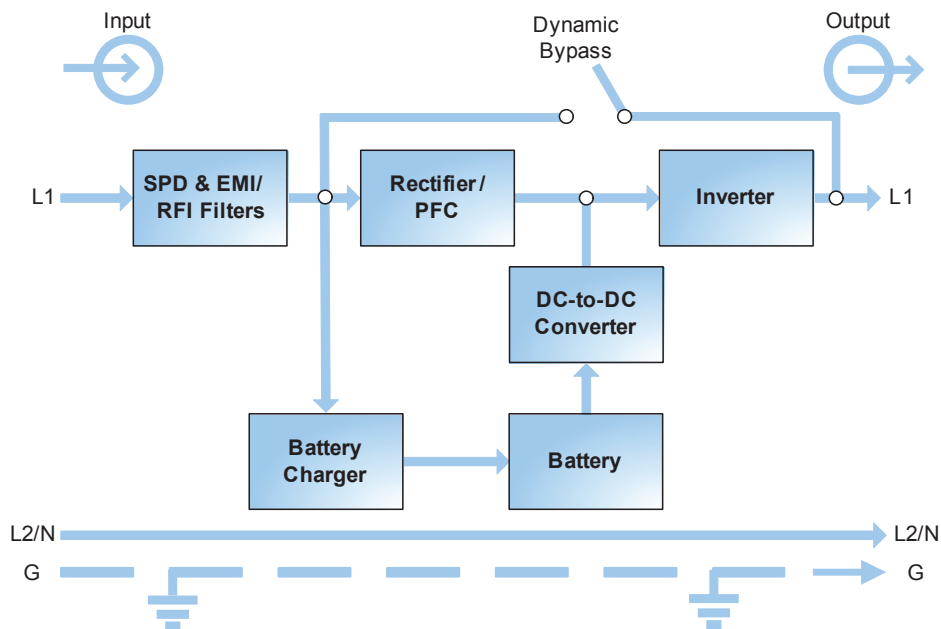 Input
Dynamic
Bypass
Output
L1
SPD & EMI/
RFI Filters
Rectifier/
PFC
Inverter
L1
DC-to-DC
Converter
Battery
Charger
Battery
L2/N
L2/N
G
G